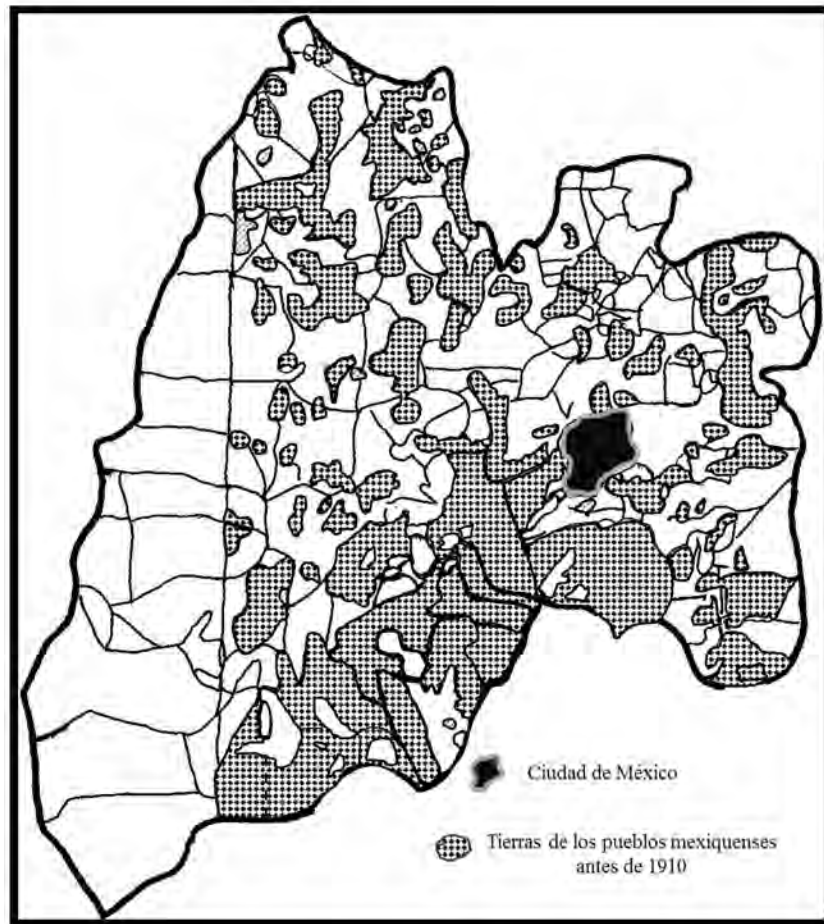 Ciudad de México
Tierras de los pueblos mexiquenses
antes de 1910